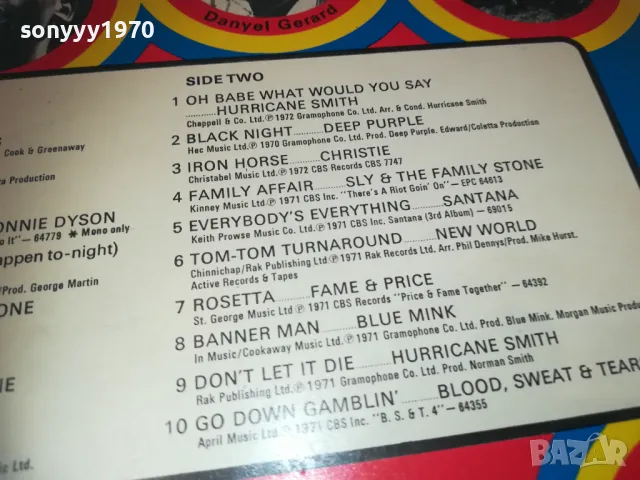 sonyyy1970
Danyel Gerard
SIDE TWO
1 OH BABE WHAT WOULD YOU SAY
............HURRICANE SMITH
Chappell & Co. Ltd.℗ 1972 Gramophone Co. Ltd. Arr. & Cond. Hurricane Smith
2 BLACK NIGHT..........DEEP PURPLE
Hec Music Ltd.℗ 1970 Gramophone Co. Ltd. Prod. Deep Purple. Edward/Coletta Production
3 IRON HORSE..........CHRISTIE
Christabel Music Ltd.℗ 1972 CBS Records CBS 7747
4 FAMILY AFFAIR......SLY & THE FAMILY STONE
Kinney Music Ltd ℗ 1971 CBS Inc. "There's A Riot Goin' On" — EPC 64613
5 EVERYBODY'S EVERYTHING........SANTANA
Keith Prowse Music Co. Ltd.℗ 1971 CBS Inc. Santana (3rd Album) — 69015
6 TOM-TOM TURNAROUND........NEW WORLD
Chinnichap/Rak Publishing Ltd ℗ 1971 Rak Records Ltd. Arr. Phil Dennys/Prod. Mike Hurst.
Active Records & Tapes
7 ROSETTA........FAME & PRICE
St. George Music Ltd.℗ 1971 CBS Records "Price & Fame Together" — 64392
8 BANNER MAN........BLUE MINK
In Music/Cookaway Music Ltd.℗ 1971 Gramophone Co. Ltd. Prod. Blue Mink. Morgan Music Produc
9 DON'T LET IT DIE........HURRICANE SMITH
Rak Publishing Ltd.℗ 1971 Gramophone Co. Ltd. Prod. Norman Smith
10 GO DOWN GAMBLIN'........BLOOD, SWEAT & TEAR
April Music Ltd ℗ 1971 CBS Inc. "B. S. & T. 4" — 64355
Cook & Greenaway
Production
ONNIE DYSON
It" — 64779 ✱ Mono only
appen to-night)
/Prod. George Martin
ONE
IE
ic Ltd.
BAZAR
bg